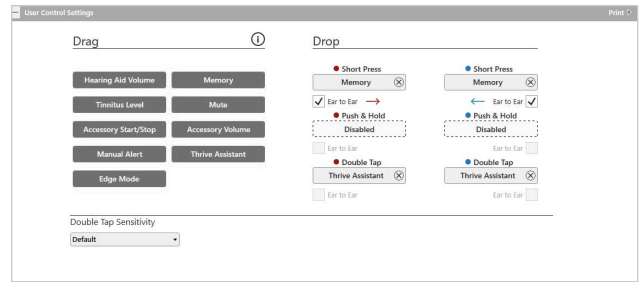 User Control Settings Print
Drag
Drop
Hearing Aid Volume Memory
Tinnitus Level Mute
Accessory Start/Stop Accessory Volume
Manual Alert Thrive Assistant
Edge Mode
Short Press Short Press
Memory Memory
Ear to Ear Ear to Ear
Push & Hold Push & Hold
Disabled Disabled
Ear to Ear Ear to Ear
Double Tap Double Tap
Thrive Assistant Thrive Assistant
Ear to Ear Ear to Ear
Double Tap Sensitivity
Default